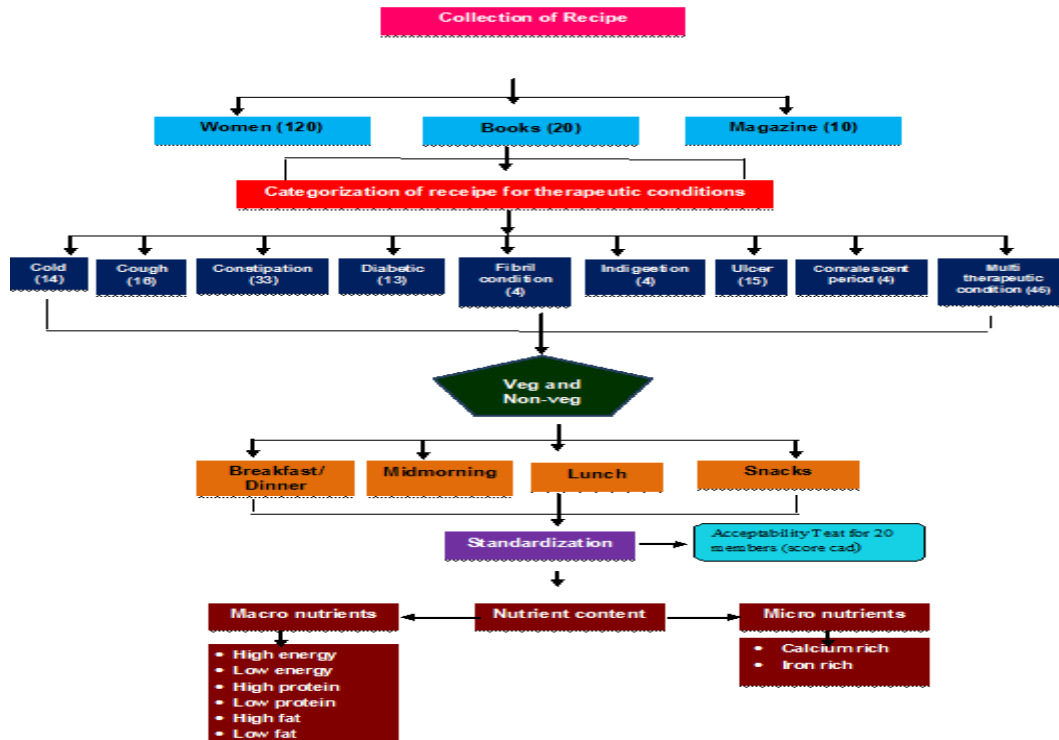 Collection of Recipe
Women (120)
Books (20)
Magazine (10)
Categorization of receipe for therapeutic conditions
Cold
(14)
Cough
(16)
Constipation
(33)
Diabetic
(13)
Fibril
condition
(4)
Indigestion
(4)
Ulcer
(15)
Convalescent
period (4)
Multi
therapeutic
condition (46)
Veg and
Non-veg
Breakfast/
Dinner
Midmorning
Lunch
Snacks
Standardization
Acceptability Teat for 20
members (score cad)
Macro nutrients
Nutrient content
Micro nutrients
• High energy
• Low energy
• High protein
• Low protein
• High fat
• Low fat
• Calcium rich
• Iron rich